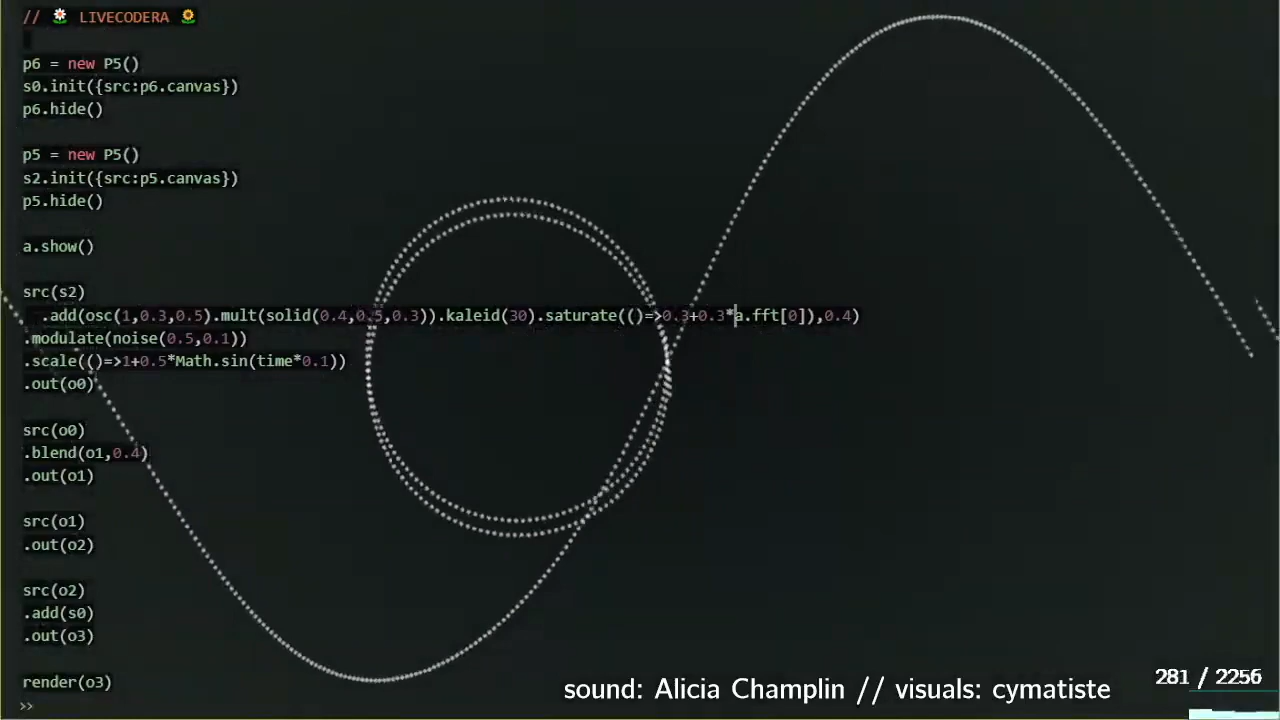 // 🌼 LIVECODERA 🌻
p6 = new P5()
s0.init({src:p6.canvas})
p6.hide()
p5 = new P5()
s2.init({src:p5.canvas})
p5.hide()
a.show()
src(s2)
.add(osc(1,0.3,0.5).mult(solid(0.4,0.5,0.3)).kaleid(30).saturate(()=>0.3+0.3*a.fft[0]),0.4)
.modulate(noise(0.5,0.1))
.scale(()=>1+0.5*Math.sin(time*0.1))
.out(o0)
src(o0)
.blend(o1,0.4)
.out(o1)
src(o1)
.out(o2)
src(o2)
.add(s0)
.out(o3)
render(o3)
>>
281 / 2256
sound: Alicia Champlin // visuals: cymatiste